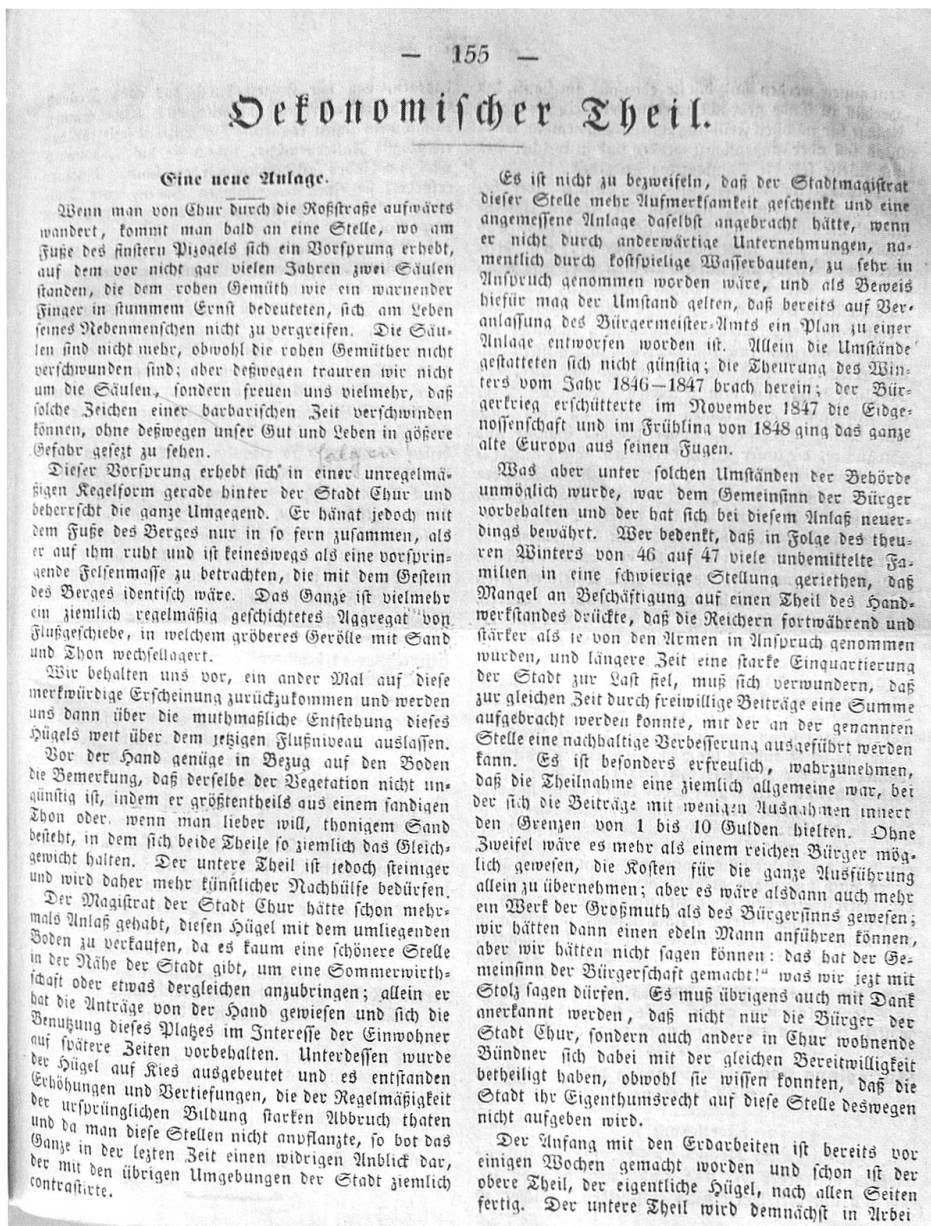 — 155 —
Oekonomischer Theil.
Eine neue Anlage.
Wenn man von Chur durch die Roßstraße aufwärts
wandert, kommt man bald an eine Stelle, wo am
Fuße des finstern Pizogels sich ein Vorsprung erhebt,
auf dem vor nicht gar vielen Jahren zwei Säulen
standen, die dem rohen Gemüth wie ein warnender
Finger in stummem Ernst bedeuteten, sich am Leben
seines Nebenmenschen nicht zu vergreifen. Die Säu-
len sind nicht mehr, obwohl die rohen Gemüther nicht
verschwunden sind; aber deßwegen trauren wir nicht
um die Säulen, sondern freuen uns vielmehr, daß
solche Zeichen einer barbarischen Zeit verschwinden
können, ohne deßwegen unser Gut und Leben in gößere
Gefahr gesezt zu sehen.
Dieser Vorsprung erhebt sich in einer unregelmä-
ßigen Kegelform gerade hinter der Stadt Chur und
beherrscht die ganze Umgegend. Er hängt jedoch mit
dem Fuße des Berges nur in so fern zusammen, als
er auf ihm ruht und ist keineswegs als eine vorsprin-
gende Felsenmasse zu betrachten, die mit dem Gestein
des Berges identisch wäre. Das Ganze ist vielmehr
ein ziemlich regelmäßig geschichtetes Aggregat von
Flußgeschiebe, in welchem gröberes Gerölle mit Sand
und Thon wechsellagert.
Wir behalten uns vor, ein ander Mal auf diese
merkwürdige Erscheinung zurückzukommen und werden
uns dann über die muthmaßliche Entstehung dieses
Hügels weit über dem jetzigen Flußniveau auslassen.
Vor der Hand genüge in Bezug auf den Boden
die Bemerkung, daß derselbe der Vegetation nicht un-
günstig ist, indem er größtentheils aus einem sandigen
Thon oder, wenn man lieber will, thonigem Sand
besteht, in dem sich beide Theile so ziemlich das Gleich-
gewicht halten. Der untere Theil ist jedoch steiniger
und wird daher mehr künstlicher Nachhülfe bedürfen.
Der Magistrat der Stadt Chur hätte schon mehr-
mals Anlaß gehabt, diesen Hügel mit dem umliegenden
Boden zu verkaufen, da es kaum eine schönere Stelle
in der Nähe der Stadt gibt, um eine Sommerwirth-
schaft oder etwas dergleichen anzubringen; allein er
hat die Anträge von der Hand gewiesen und sich die
Benutzung dieses Platzes im Interesse der Einwohner
auf spätere Zeiten vorbehalten. Unterdessen wurde
der Hügel auf Kies ausgebeutet und es entstanden
Erhöhungen und Vertiefungen, die der Regelmäßigkeit
der ursprünglichen Bildung starken Abbruch thaten
und da man diese Stellen nicht anpflanzte, so bot das
Ganze in der lezten Zeit einen widrigen Anblick dar,
der mit den übrigen Umgebungen der Stadt ziemlich
contrastirte.
Es ist nicht zu bezweifeln, daß der Stadtmagistrat
dieser Stelle mehr Aufmerksamkeit geschenkt und eine
angemessene Anlage daselbst angebracht hätte, wenn
er nicht durch anderwärtige Unternehmungen, na-
mentlich durch kostspielige Wasserbauten, zu sehr in
Anspruch genommen worden wäre, und als Beweis
hiefür mag der Umstand gelten, daß bereits auf Ver-
anlassung des Bürgermeister-Amts ein Plan zu einer
Anlage entworfen worden ist. Allein die Umstände
gestatteten sich nicht günstig; die Theurung des Win-
ters vom Jahr 1846—1847 brach herein; der Bür-
gerkrieg erschütterte im November 1847 die Eidge-
nossenschaft und im Frühling von 1848 ging das ganze
alte Europa aus seinen Fugen.
Was aber unter solchen Umständen der Behörde
unmöglich wurde, war dem Gemeinsinn der Bürger
vorbehalten und der hat sich bei diesem Anlaß neuer-
dings bewährt. Wer bedenkt, daß in Folge des theu-
ren Winters von 46 auf 47 viele unbemittelte Fa-
milien in eine schwierige Stellung geriethen, daß
Mangel an Beschäftigung auf einen Theil des Hand-
werkstandes drückte, daß die Reichern fortwährend und
stärker als je von den Armen in Anspruch genommen
wurden, und längere Zeit eine starke Einquartierung
der Stadt zur Last fiel, muß sich verwundern, daß
zur gleichen Zeit durch freiwillige Beiträge eine Summe
aufgebracht werden konnte, mit der an der genannten
Stelle eine nachhaltige Verbesserung ausgeführt werden
kann. Es ist besonders erfreulich, wahrzunehmen,
daß die Theilnahme eine ziemlich allgemeine war, bei
der sich die Beiträge mit wenigen Ausnahmen innert
den Grenzen von 1 bis 10 Gulden hielten. Ohne
Zweifel wäre es mehr als einem reichen Bürger mög-
lich gewesen, die Kosten für die ganze Ausführung
allein zu übernehmen; aber es wäre alsdann auch mehr
ein Werk der Großmuth als des Bürgersinns gewesen;
wir hätten dann einen edeln Mann anführen können,
aber wir hätten nicht sagen können: das hat der Ge-
meinsinn der Bürgerschaft gemacht!“ was wir jezt mit
Stolz sagen dürfen. Es muß übrigens auch mit Dank
anerkannt werden, daß nicht nur die Bürger der
Stadt Chur, sondern auch andere in Chur wohnende
Bündner sich dabei mit der gleichen Bereitwilligkeit
betheiligt haben, obwohl sie wissen konnten, daß die
Stadt ihr Eigenthumsrecht auf diese Stelle deswegen
nicht aufgeben wird.
Der Anfang mit den Erdarbeiten ist bereits vor
einigen Wochen gemacht worden und schon ist der
obere Theil, der eigentliche Hügel, nach allen Seiten
fertig. Der untere Theil wird demnächst in Arbei